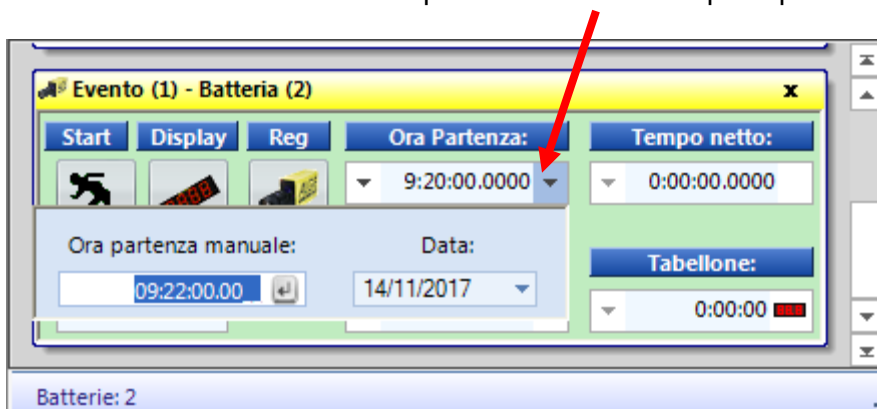 Evento (1) - Batteria (2) x
Start Display Reg Ora Partenza: Tempo netto:
9:20:00.0000 0:00:00.0000
Ora partenza manuale: Data:
Tabellone:
09:22:00.00_ 14/11/2017
0:00:00
Batterie: 2